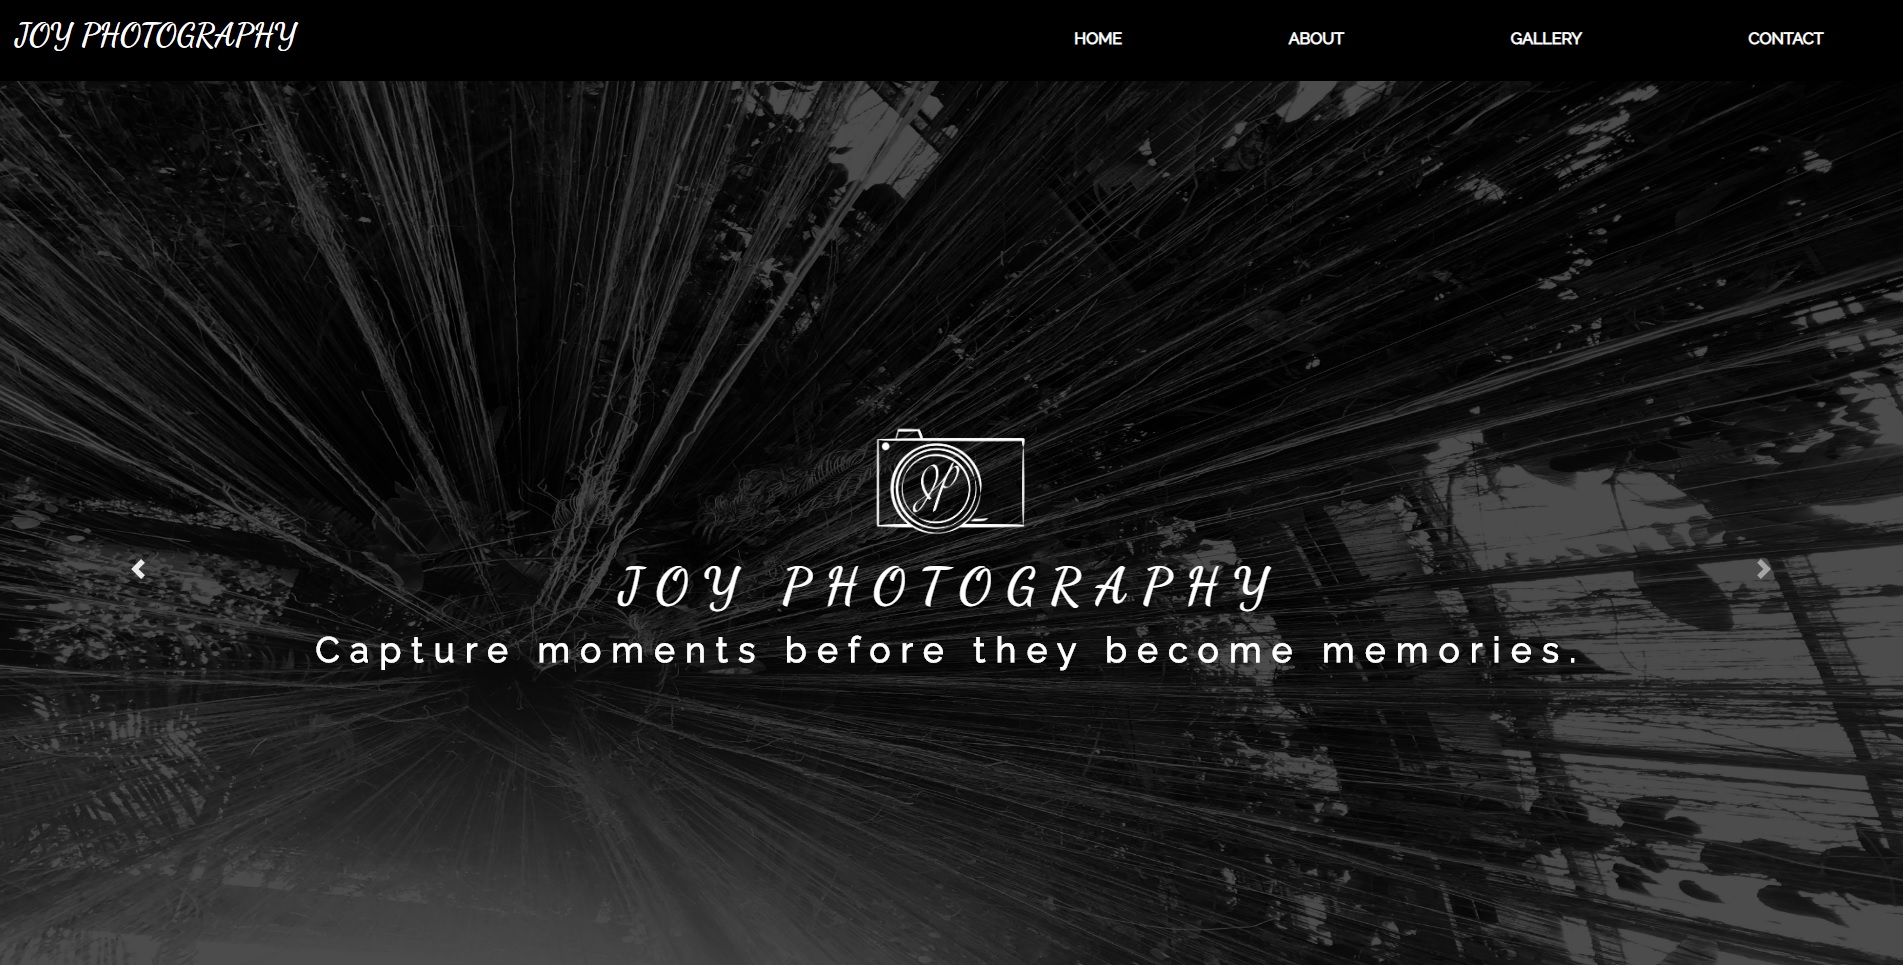 JOY PHOTOGRAPHY
HOME ABOUT GALLERY CONTACT
JP
JOY PHOTOGRAPHY
Capture moments before they become memories.